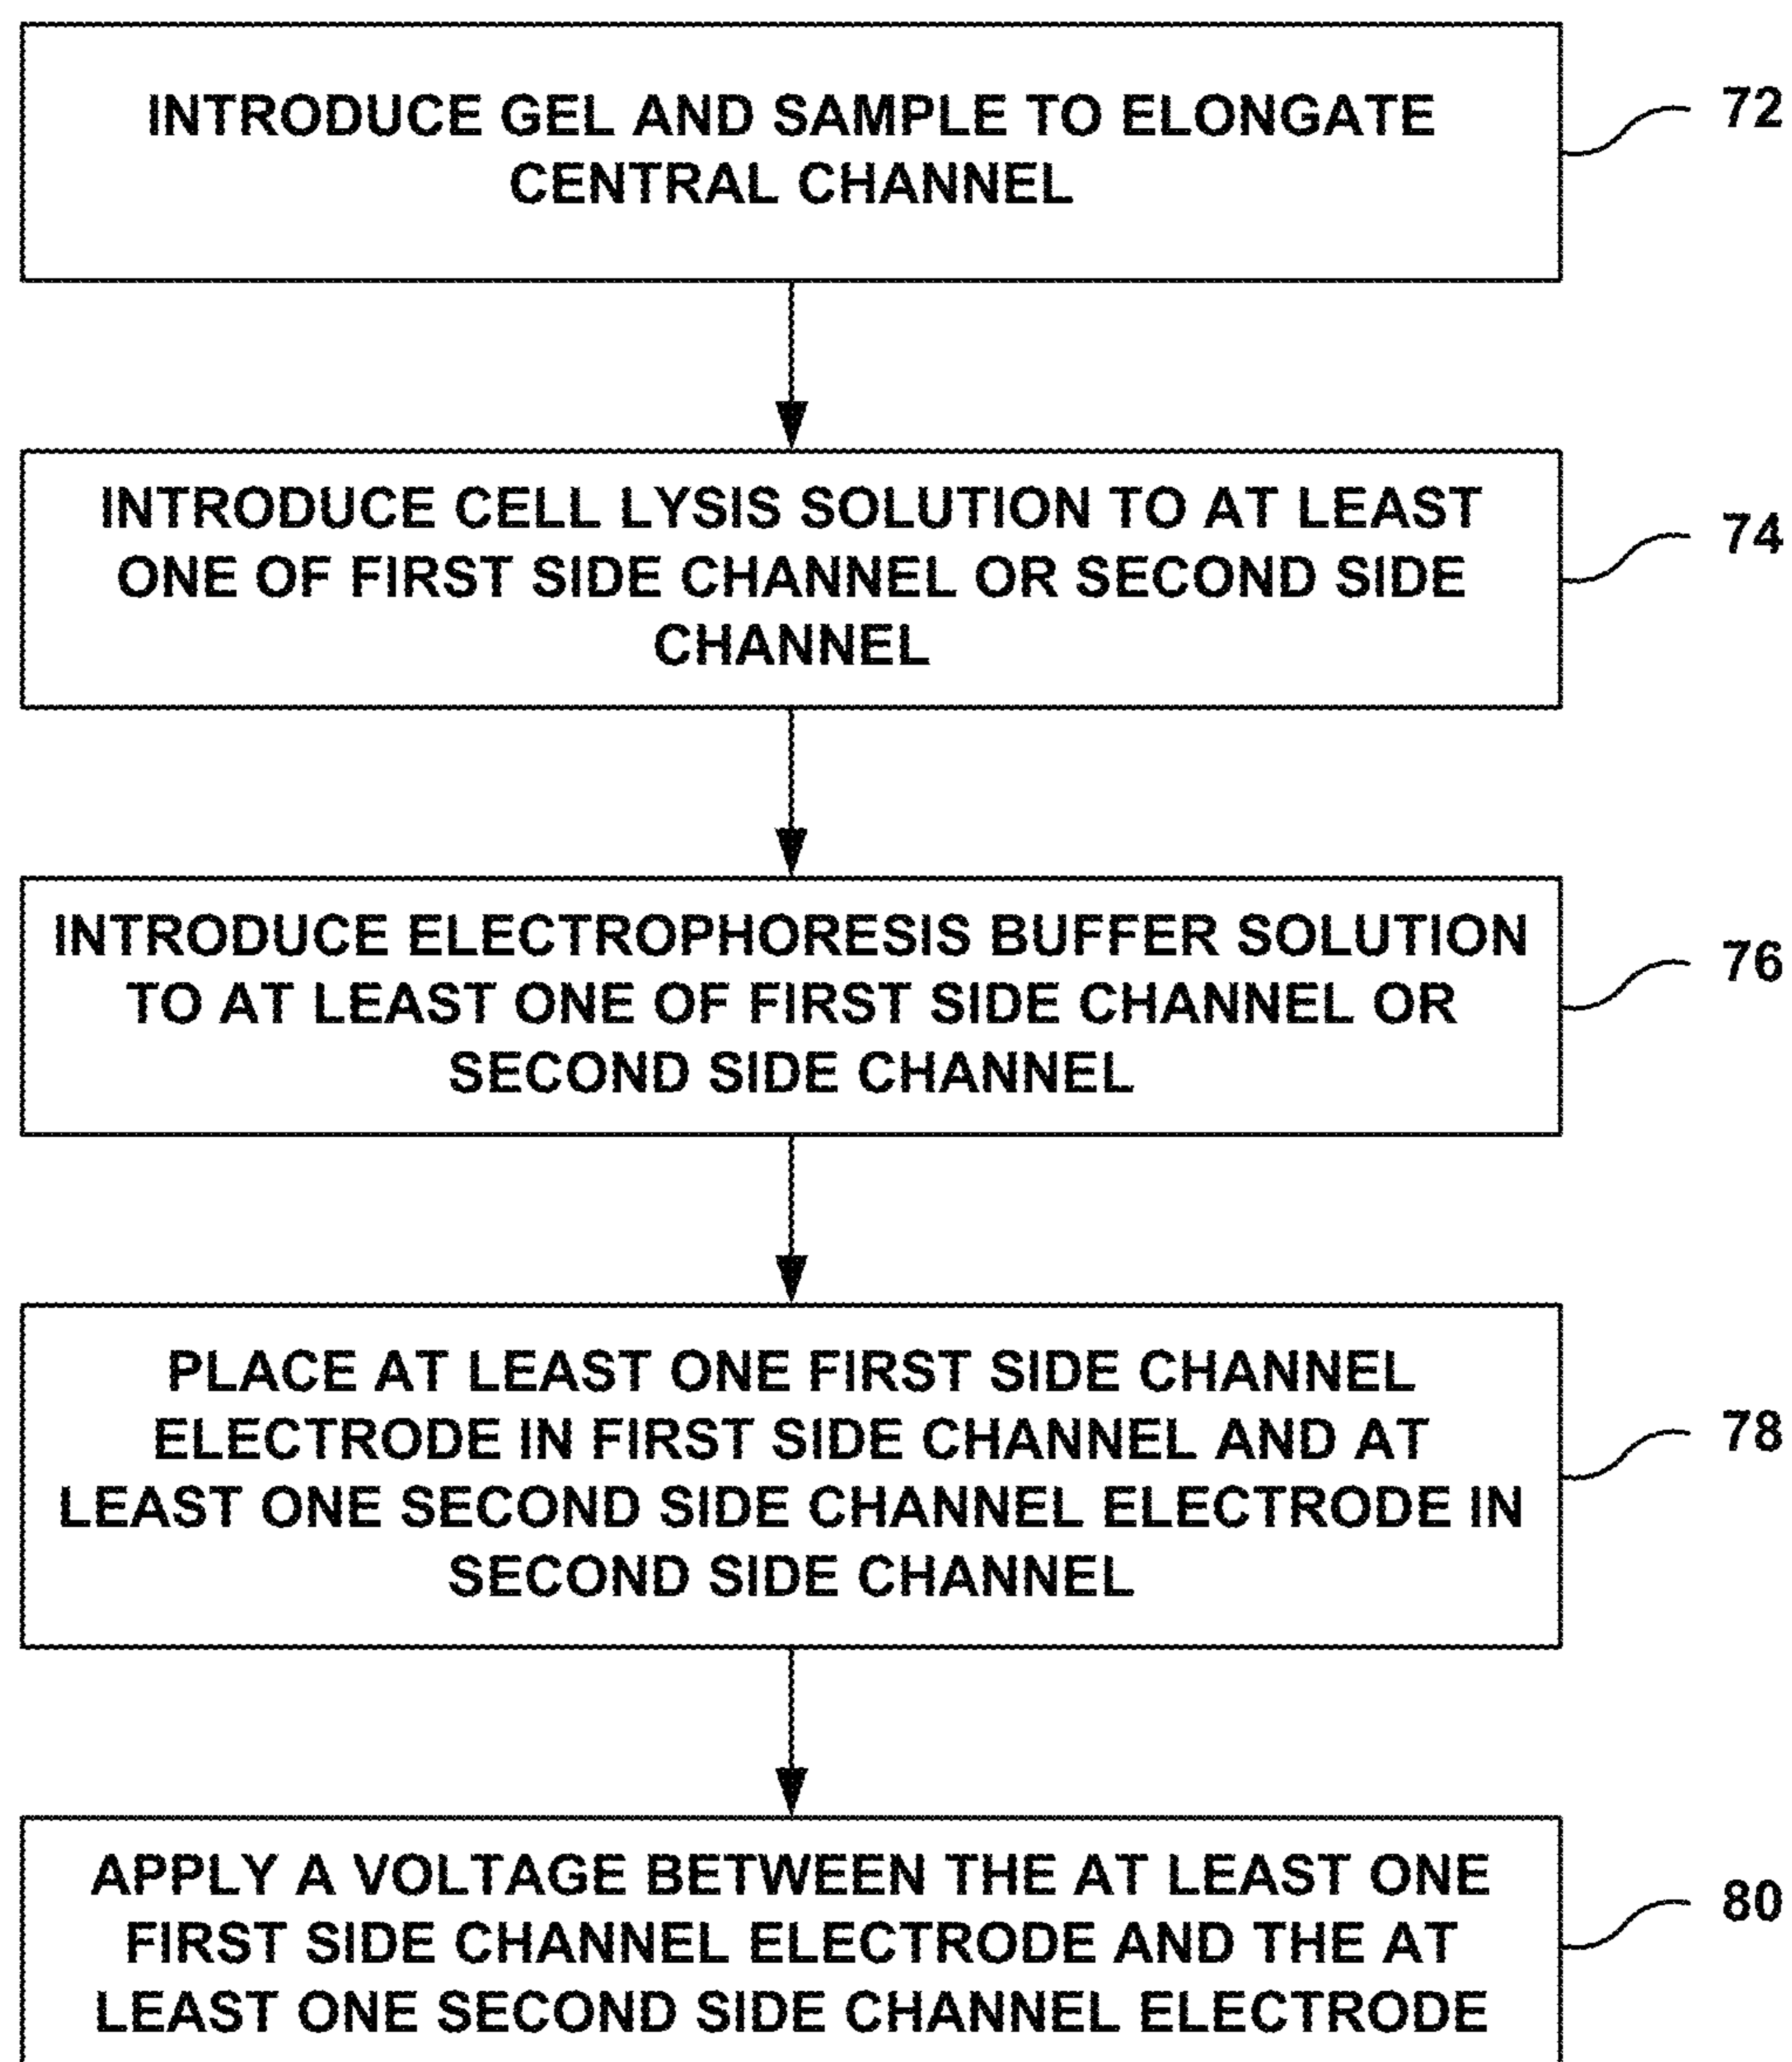 INTRODUCE GEL AND SAMPLE TO ELONGATE
CENTRAL CHANNEL
72
INTRODUCE CELL LYSIS SOLUTION TO AT LEAST
ONE OF FIRST SIDE CHANNEL OR SECOND SIDE
CHANNEL
74
INTRODUCE ELECTROPHORESIS BUFFER SOLUTION
TO AT LEAST ONE OF FIRST SIDE CHANNEL OR
SECOND SIDE CHANNEL
76
PLACE AT LEAST ONE FIRST SIDE CHANNEL
ELECTRODE IN FIRST SIDE CHANNEL AND AT
LEAST ONE SECOND SIDE CHANNEL ELECTRODE IN
SECOND SIDE CHANNEL
78
APPLY A VOLTAGE BETWEEN THE AT LEAST ONE
FIRST SIDE CHANNEL ELECTRODE AND THE AT
LEAST ONE SECOND SIDE CHANNEL ELECTRODE
80